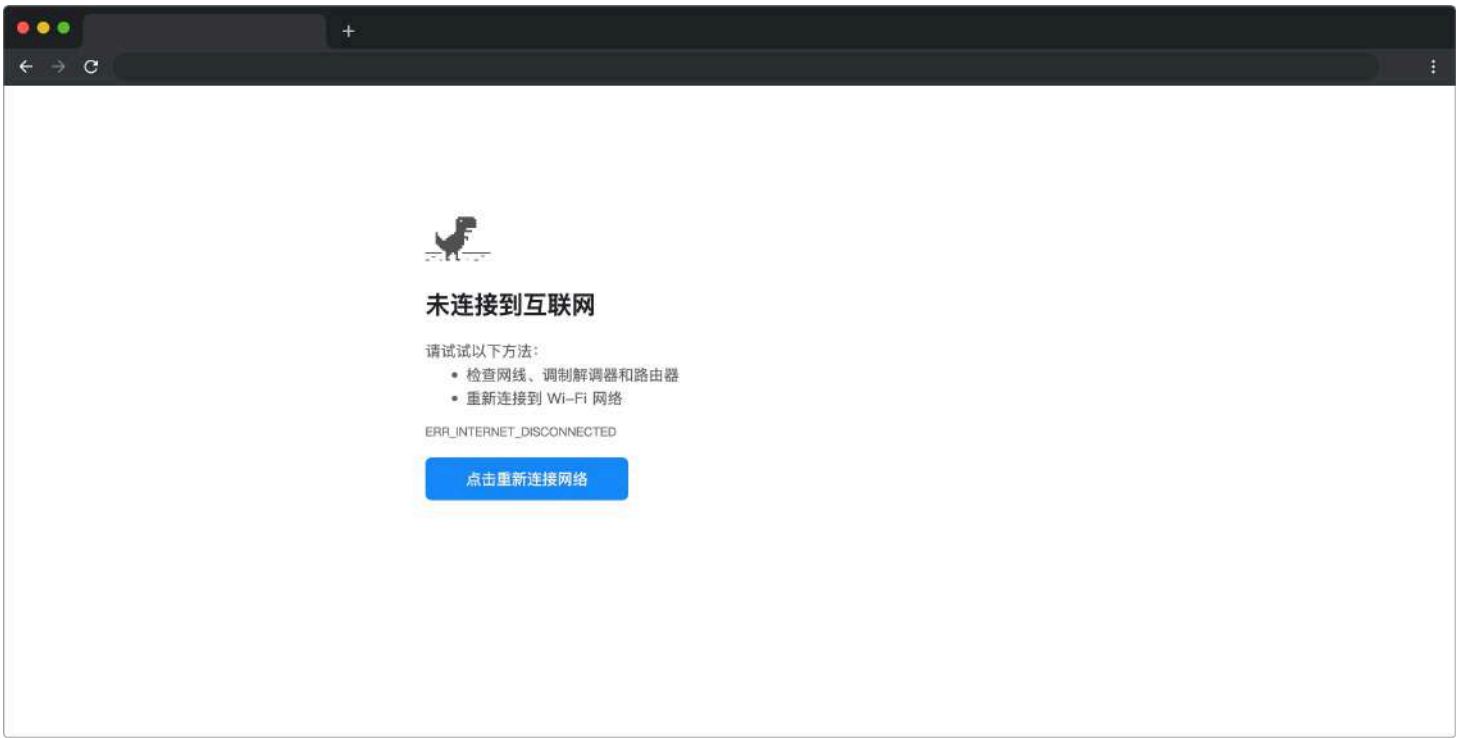 未连接到互联网
请试试以下方法：
• 检查网线、调制解调器和路由器
• 重新连接到 Wi-Fi 网络
ERR_INTERNET_DISCONNECTED
点击重新连接网络